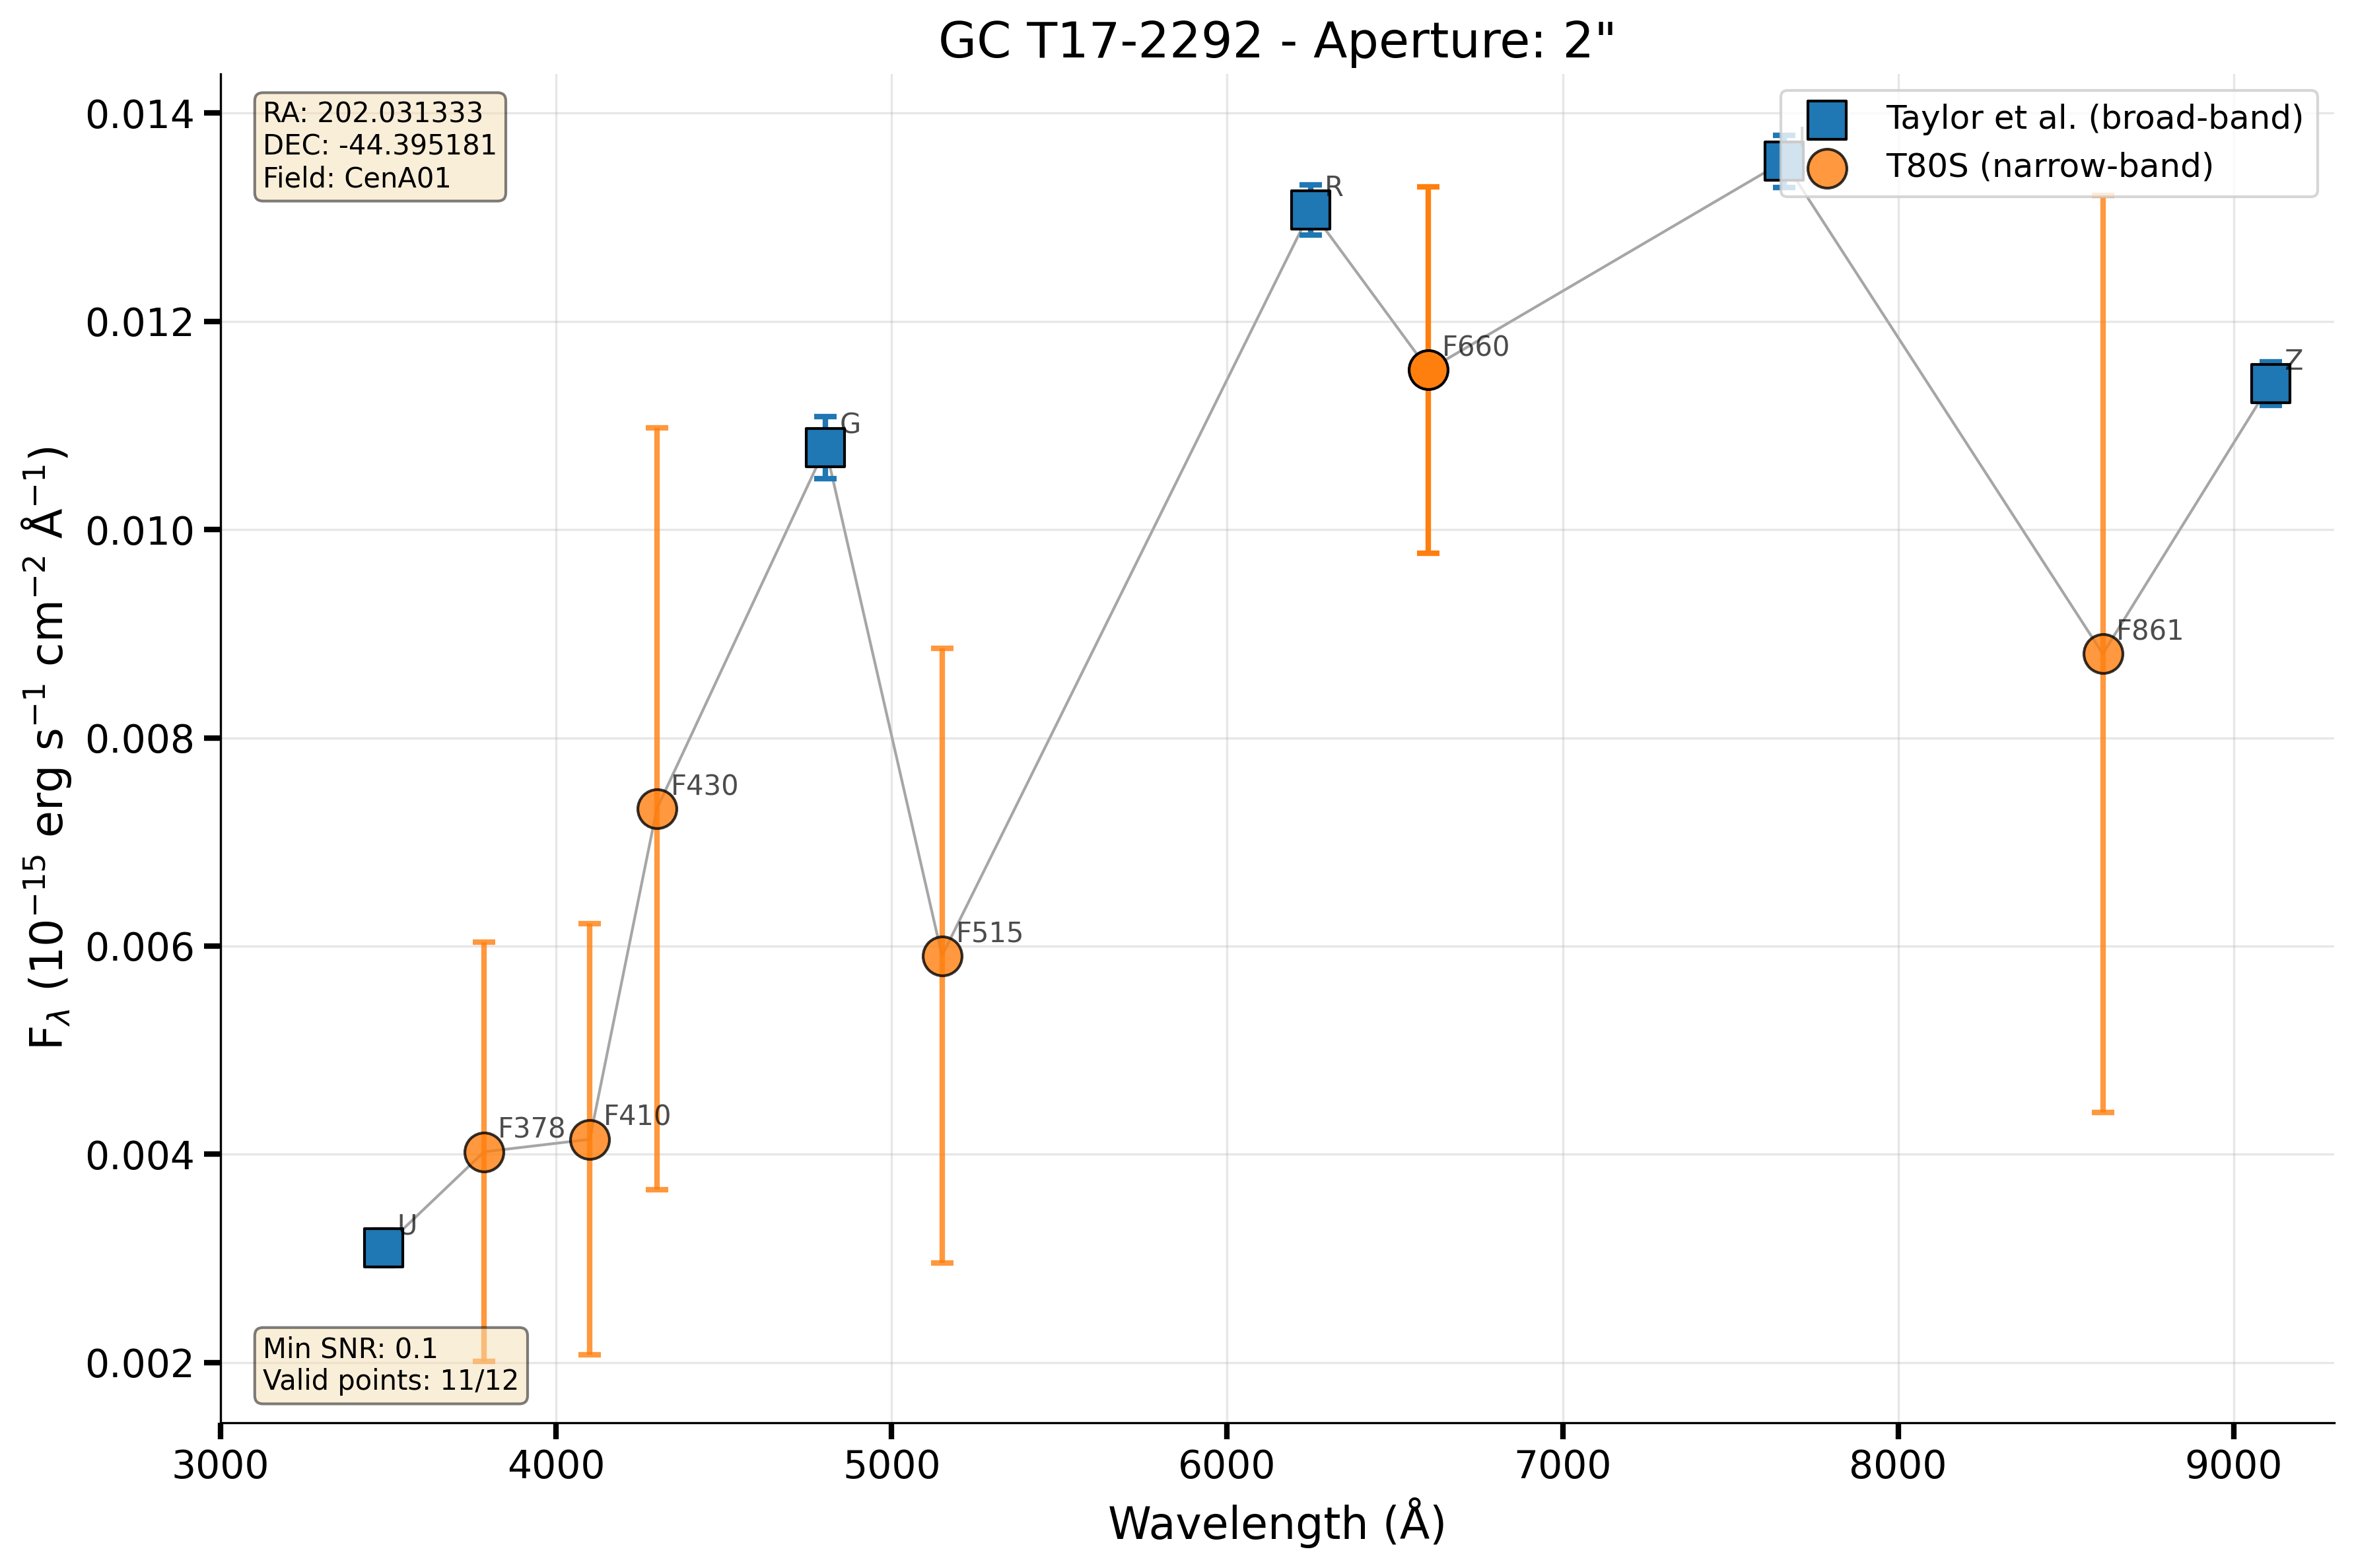 GC T17-2292 - Aperture: 2"
RA: 202.031333
DEC: -44.395181
Field: CenA01
Taylor et al. (broad-band)
T80S (narrow-band)
F_λ (10⁻¹⁵ erg s⁻¹ cm⁻² Å⁻¹)
0.014
0.012
0.010
0.008
0.006
0.004
0.002
U
F378
F410
F430
G
F515
R
F660
I
F861
Z
Min SNR: 0.1
Valid points: 11/12
3000 4000 5000 6000 7000 8000 9000
Wavelength (Å)